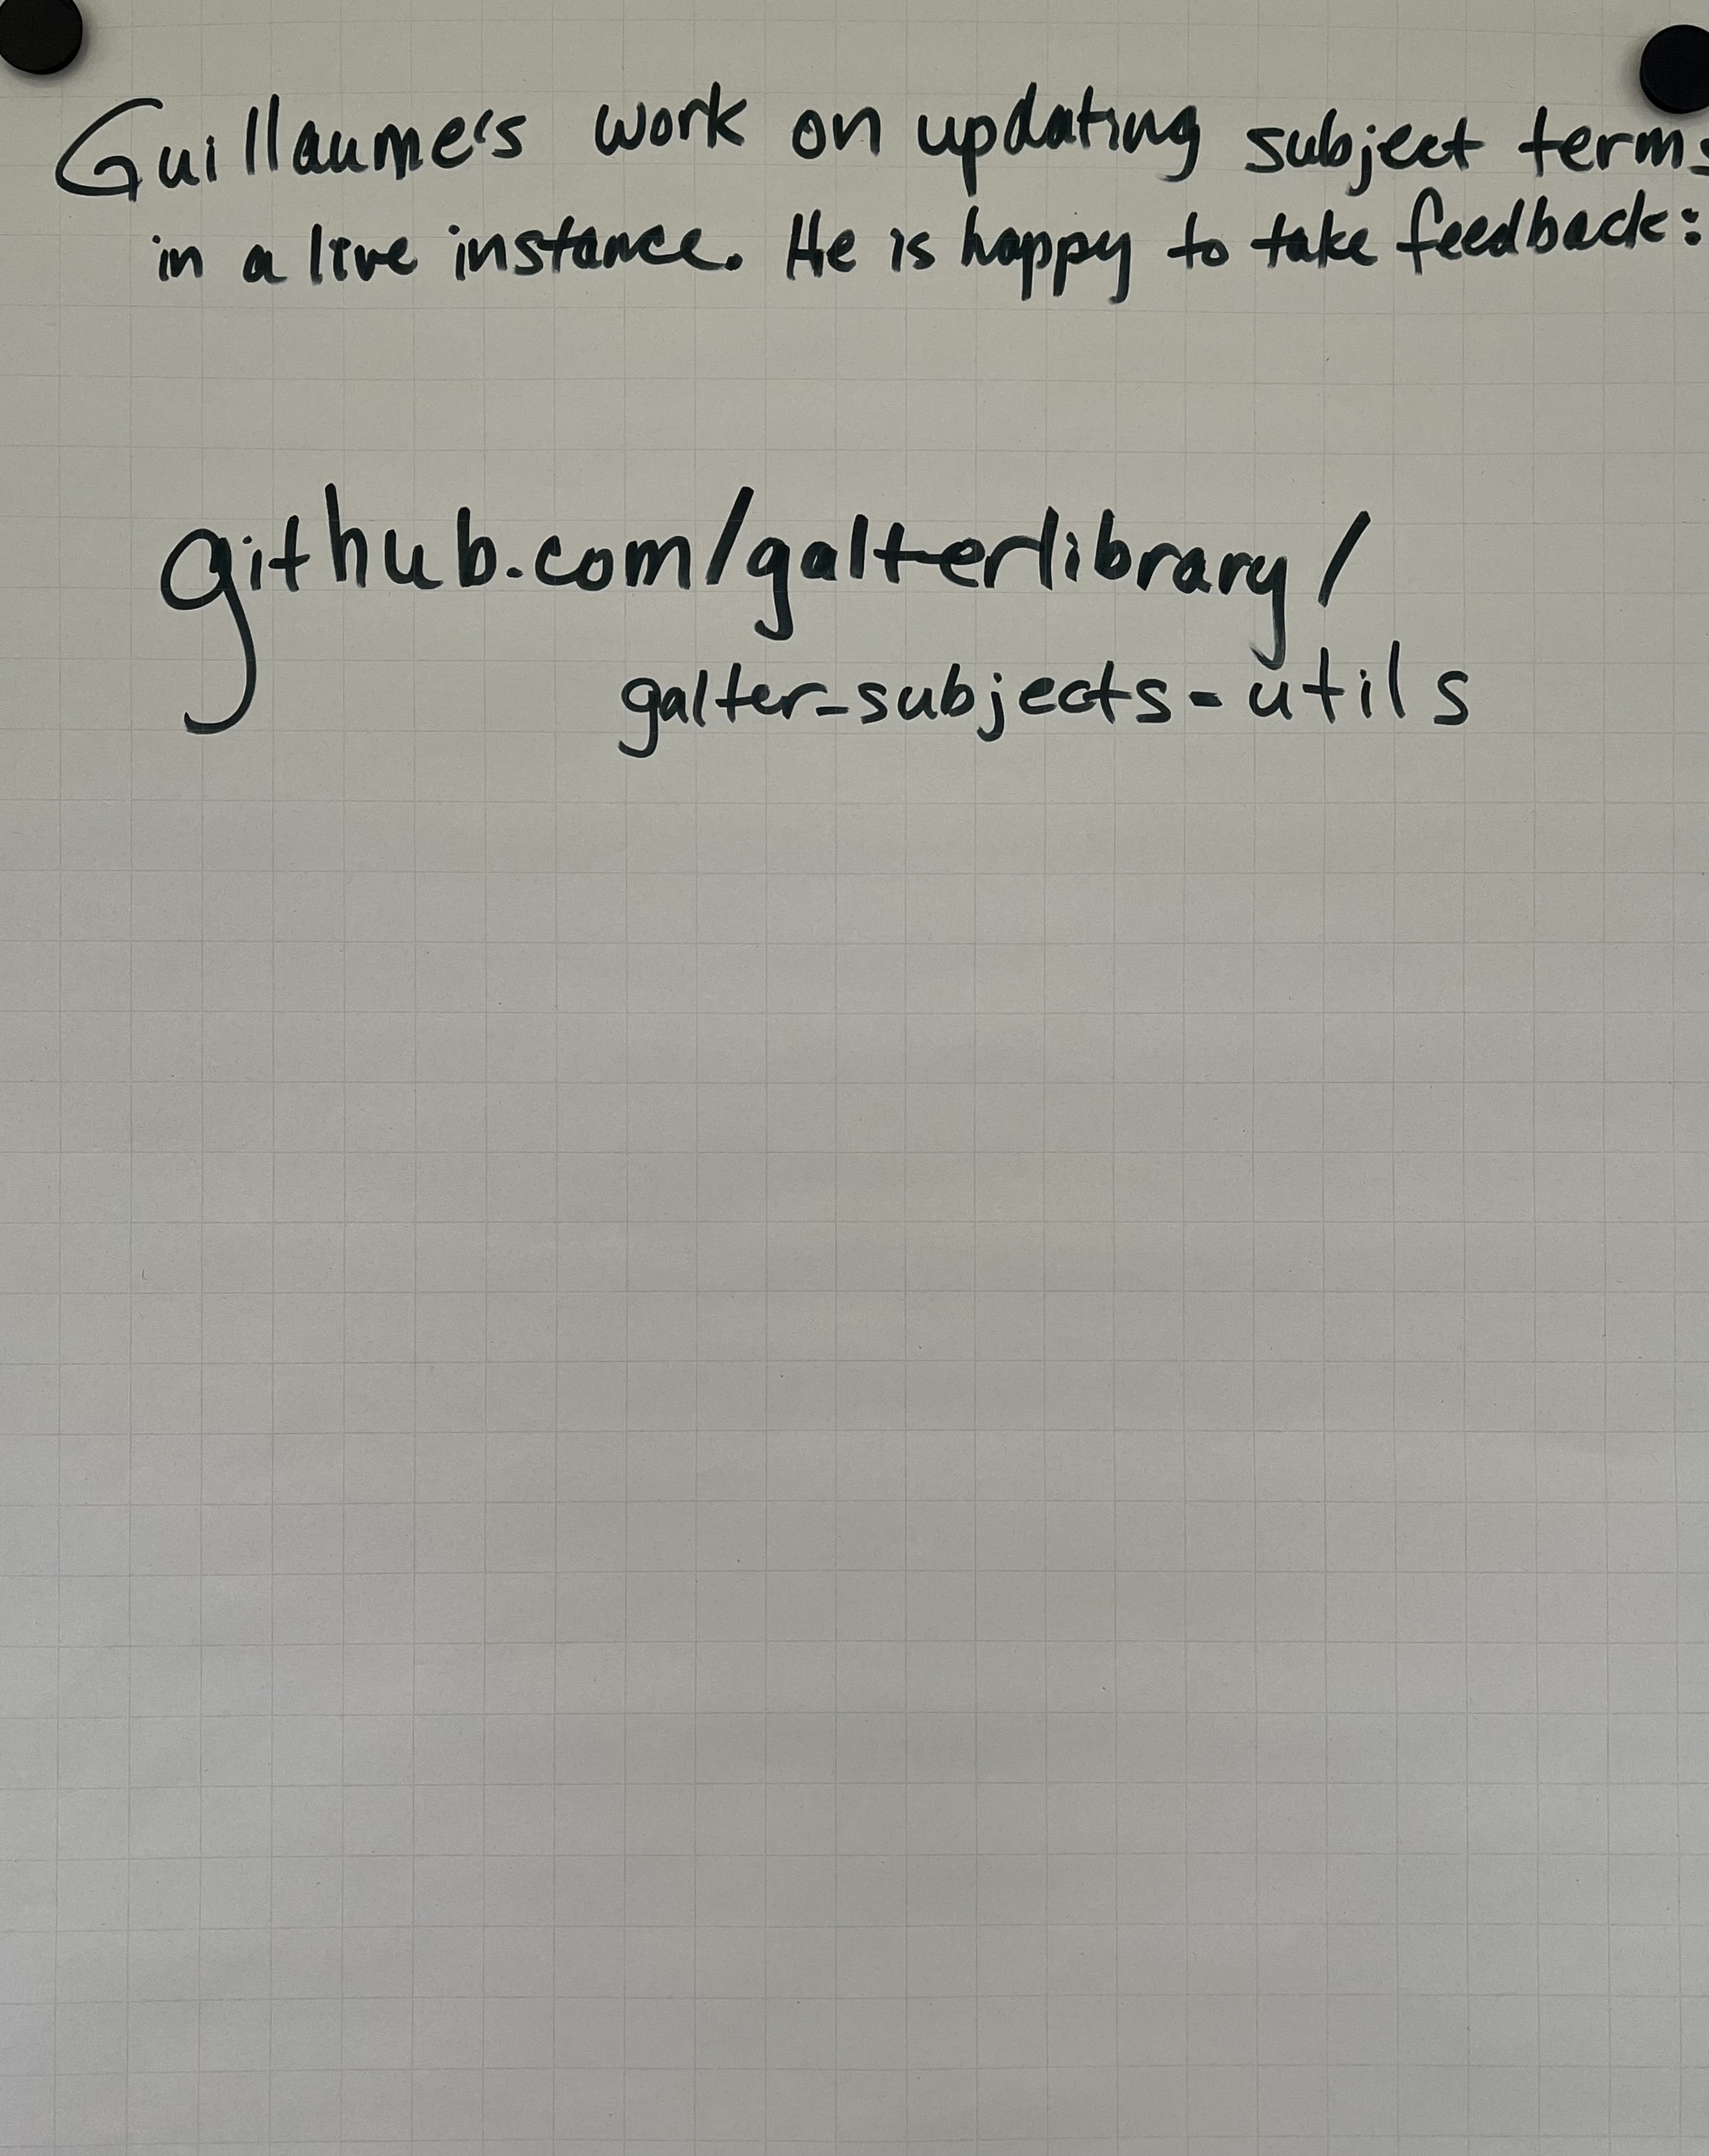 Guillaume's work on updating subject terms
in a live instance. He is happy to take feedback:
github.com/galterlibrary/
galter-subjects-utils